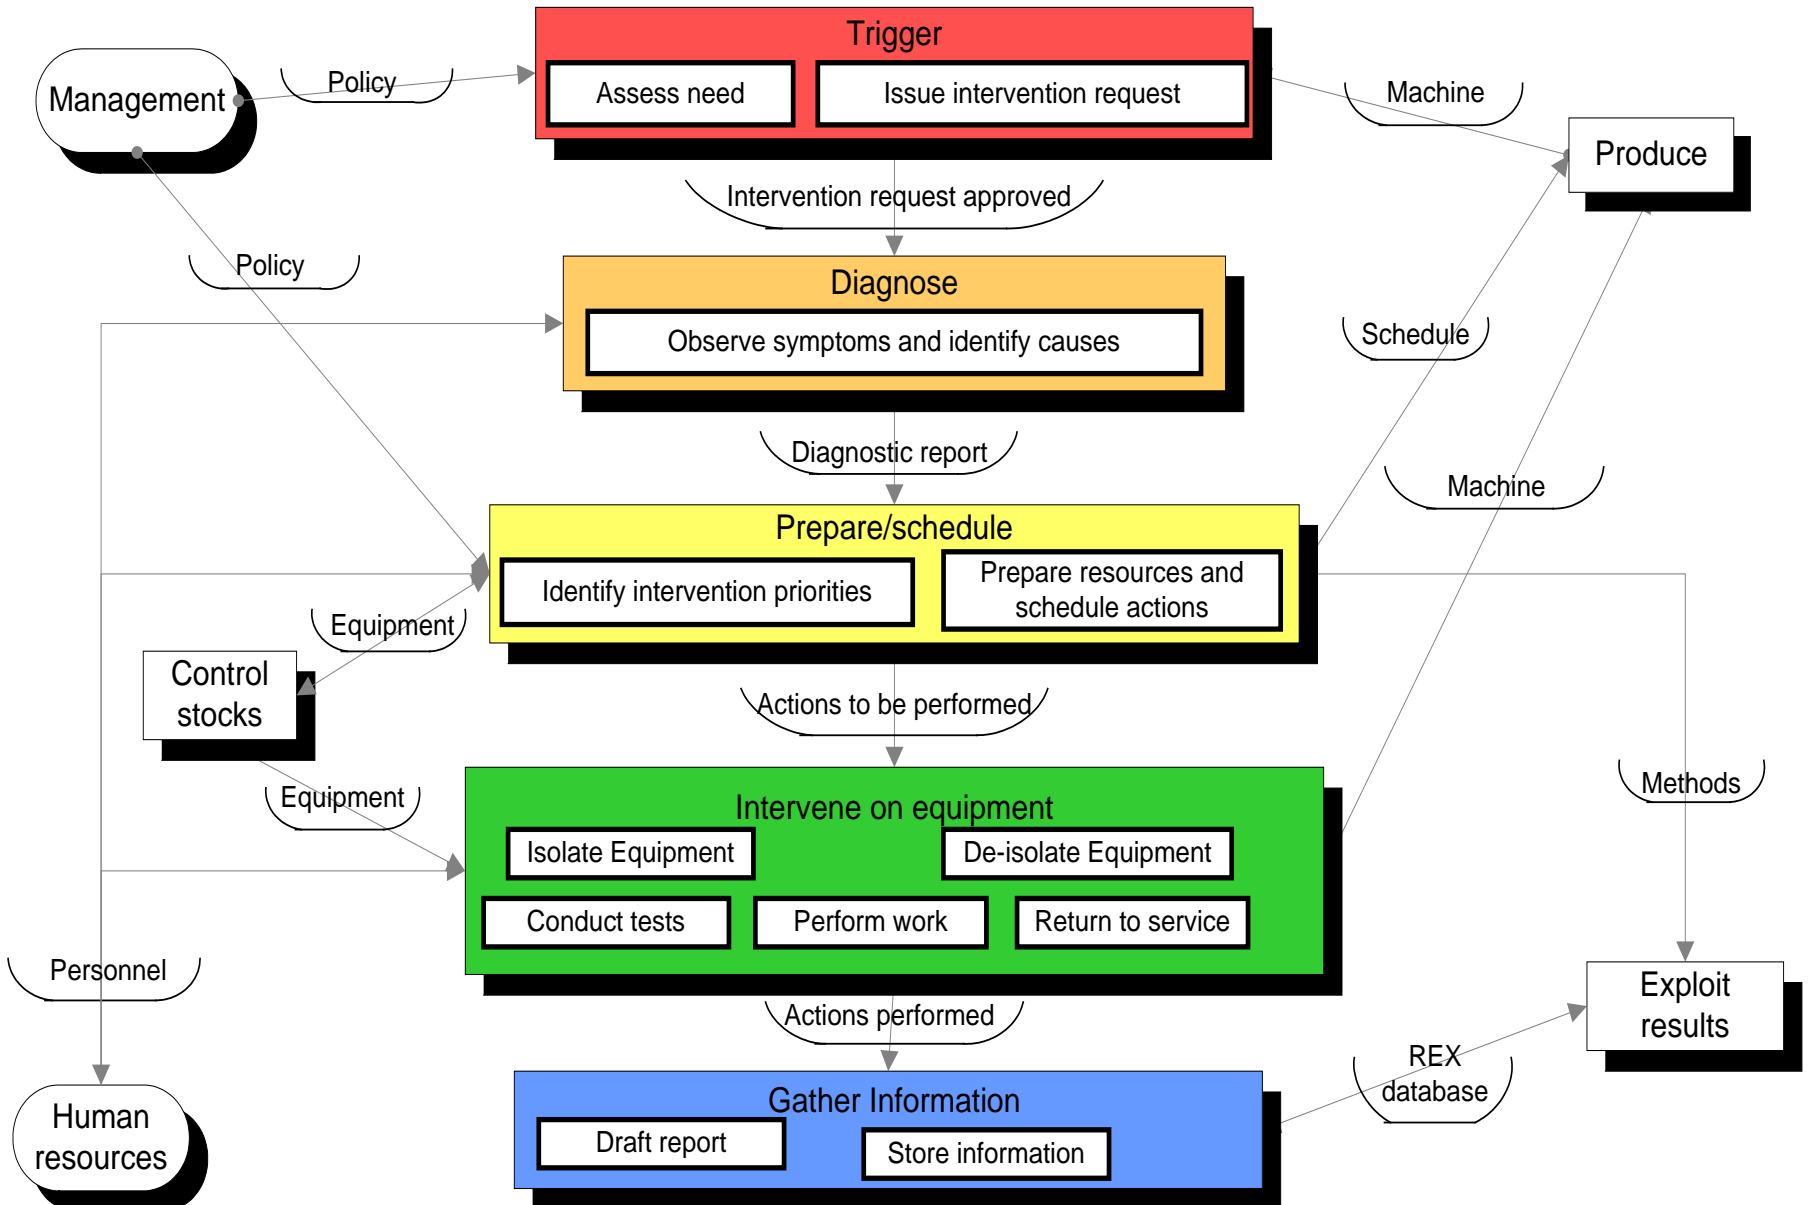 Trigger
Management
Policy
Assess need
Issue intervention request
Machine
Produce
Intervention request approved
Policy
Diagnose
Observe symptoms and identify causes
Schedule
Diagnostic report
Machine
Prepare/schedule
Identify intervention priorities
Prepare resources and
schedule actions
Equipment
Control
stocks
Actions to be performed
Equipment
Methods
Intervene on equipment
Isolate Equipment
De-isolate Equipment
Conduct tests
Perform work
Return to service
Personnel
Exploit
results
Actions performed
REX
database
Gather Information
Human
resources
Draft report
Store information